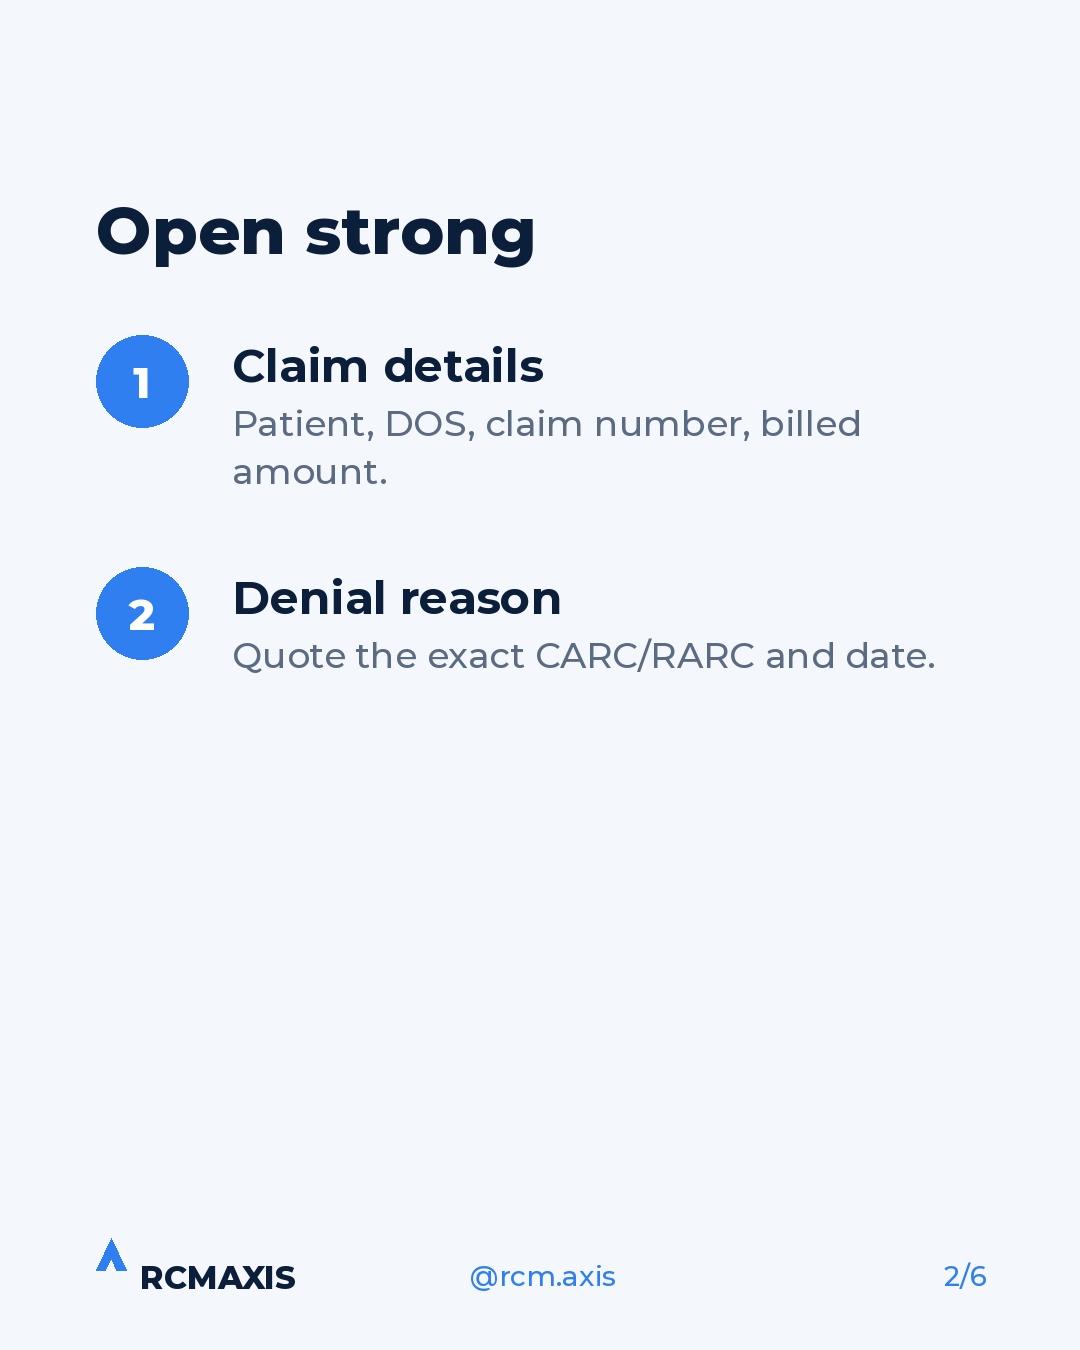 Open strong
1
Claim details
Patient, DOS, claim number, billed
amount.
2
Denial reason
Quote the exact CARC/RARC and date.
RCMAXIS
@rcm.axis
2/6